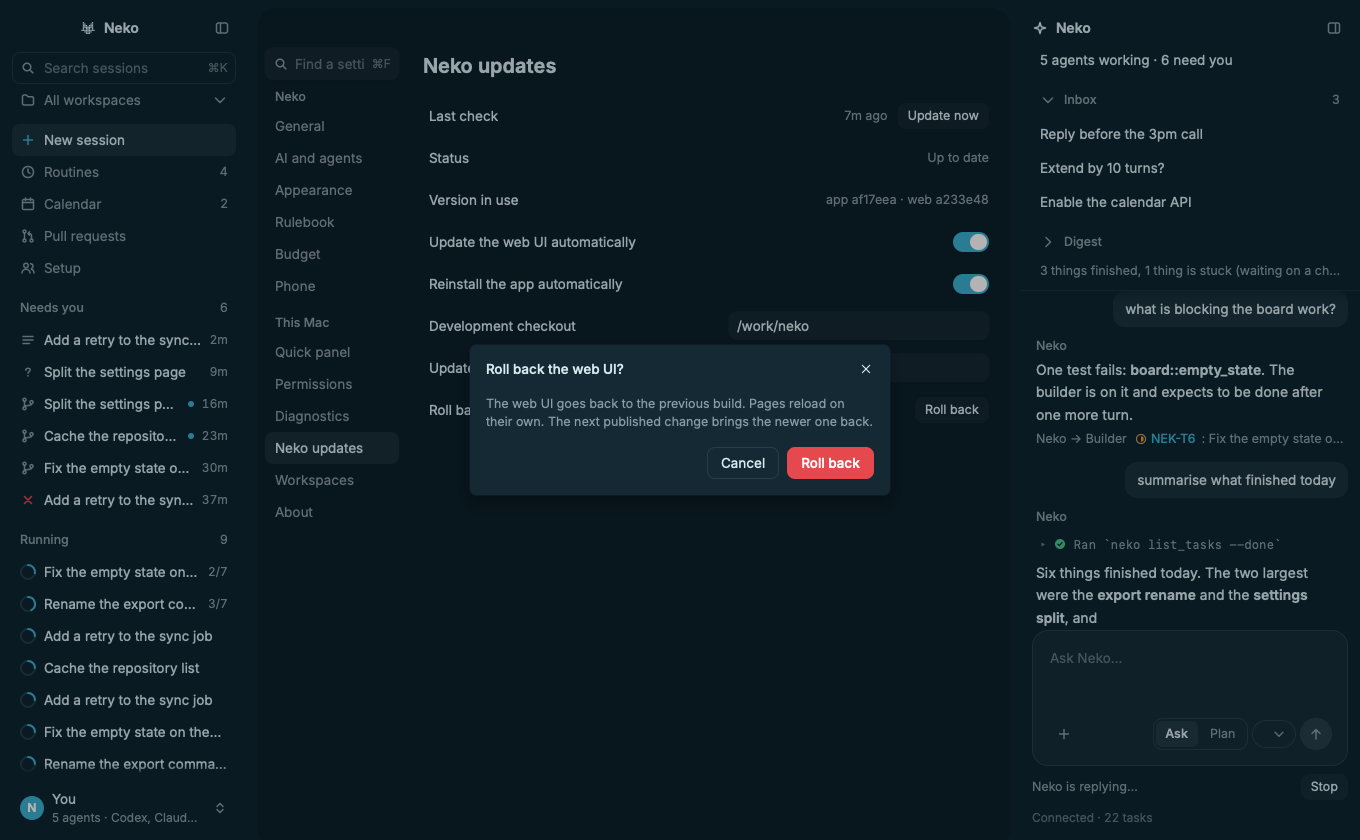 Neko
Search sessions ⌘K
All workspaces
New session
Routines 4
Calendar 2
Pull requests
Setup
Needs you 6
Add a retry to the sync... 2m
Split the settings page 9m
Split the settings p... 16m
Cache the reposito... 23m
Fix the empty state o... 30m
Add a retry to the syn... 37m
Running 9
Fix the empty state on... 2/7
Rename the export co... 3/7
Add a retry to the sync job
Cache the repository list
Add a retry to the sync job
Fix the empty state on the...
Rename the export comma...
N
You
5 agents · Codex, Claud...
Find a setti ⌘F
Neko
General
AI and agents
Appearance
Rulebook
Budget
Phone
This Mac
Quick panel
Permissions
Diagnostics
Neko updates
Workspaces
About
Neko updates
Last check 7m ago Update now
Status Up to date
Version in use app af17eea · web a233e48
Update the web UI automatically
Reinstall the app automatically
Development checkout /work/neko
Update
Roll ba Roll back
Roll back the web UI?
The web UI goes back to the previous build. Pages reload on
their own. The next published change brings the newer one back.
Cancel Roll back
Neko
5 agents working · 6 need you
Inbox 3
Reply before the 3pm call
Extend by 10 turns?
Enable the calendar API
Digest
3 things finished, 1 thing is stuck (waiting on a ch...
what is blocking the board work?
Neko
One test fails: board::empty_state. The
builder is on it and expects to be done after
one more turn.
Neko → Builder NEK-T6 : Fix the empty state o...
summarise what finished today
Neko
Ran `neko list_tasks --done`
Six things finished today. The two largest
were the export rename and the settings
split, and
Ask Neko...
Ask Plan
Neko is replying... Stop
Connected · 22 tasks